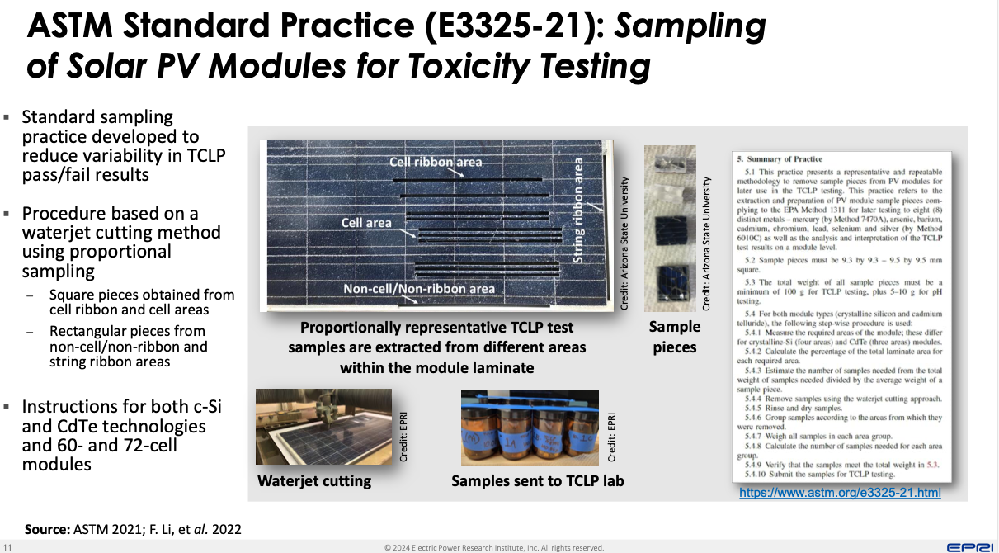 ASTM Standard Practice (E3325-21): Sampling
of Solar PV Modules for Toxicity Testing
▪ Standard sampling
practice developed to
reduce variability in TCLP
pass/fail results
▪ Procedure based on a
waterjet cutting method
using proportional
sampling
– Square pieces obtained from
cell ribbon and cell areas
– Rectangular pieces from
non-cell/non-ribbon and
string ribbon areas
▪ Instructions for both c-Si
and CdTe technologies
and 60- and 72-cell
modules
Cell ribbon area
Cell area
String ribbon area
Non-cell/Non-ribbon area
Credit: Arizona State University
Proportionally representative TCLP test
samples are extracted from different areas
within the module laminate
Credit: Arizona State University
Sample
pieces
Credit: EPRI
Waterjet cutting
Credit: EPRI
Samples sent to TCLP lab
5. Summary of Practice
5.1 This practice presents a representative and repeatable
methodology to remove sample pieces from PV modules for
later use in the TCLP testing. This practice refers to the
extraction and preparation of PV module sample pieces com-
plying to the EPA Method 1311 for later testing to eight (8)
distinct metals – mercury (by Method 7470A), arsenic, barium,
cadmium, chromium, lead, selenium and silver (by Method
6010C) as well as the analysis and interpretation of the TCLP
test results on a module level.
5.2 Sample pieces must be 9.3 by 9.3 – 9.5 by 9.5 mm
square.
5.3 The total weight of all sample pieces must be a
minimum of 100 g for TCLP testing, plus 5–10 g for pH
testing.
5.4 For both module types (crystalline silicon and cadmium
telluride), the following step-wise procedure is used:
5.4.1 Measure the required areas of the module; these differ
for crystalline-Si (four areas) and CdTe (three areas) modules.
5.4.2 Calculate the percentage of the total laminate area for
each required area.
5.4.3 Estimate the number of samples needed from the total
weight of samples needed divided by the average weight of a
sample piece.
5.4.4 Remove samples using the waterjet cutting approach.
5.4.5 Rinse and dry samples.
5.4.6 Group samples according to the areas from which they
were removed.
5.4.7 Weigh all samples in each area group.
5.4.8 Calculate the number of samples needed for each area
group.
5.4.9 Verify that the samples meet the total weight in 5.3.
5.4.10 Submit the samples for TCLP testing.
https://www.astm.org/e3325-21.html
Source: ASTM 2021; F. Li, et al. 2022
11
© 2024 Electric Power Research Institute, Inc. All rights reserved.
EPRI